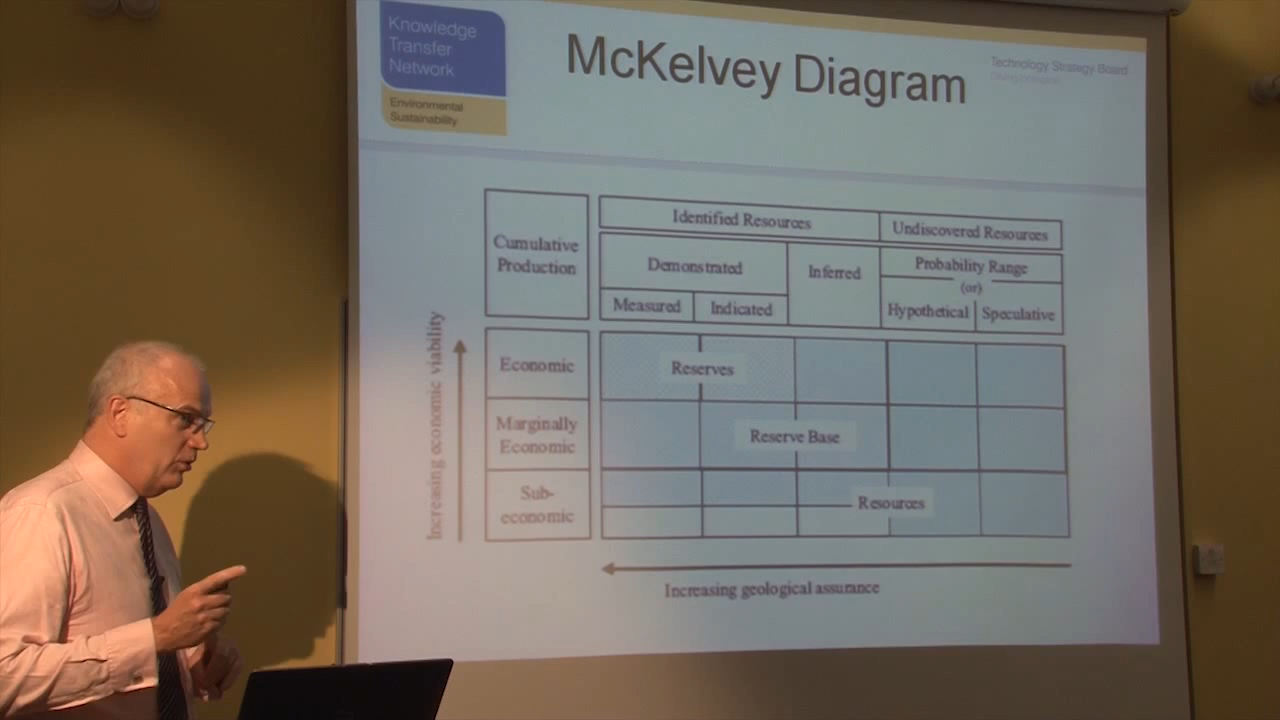 Knowledge
Transfer
Network
Environmental
Sustainability
McKelvey Diagram
Technology Strategy Board
Cumulative
Production
Identified Resources
Undiscovered Resources
Demonstrated
Inferred
Probability Range
(or)
Measured
Indicated
Hypothetical
Speculative
Increasing economic viability
Economic
Reserves
Marginally
Economic
Reserve Base
Sub-
economic
Resources
Increasing geological assurance